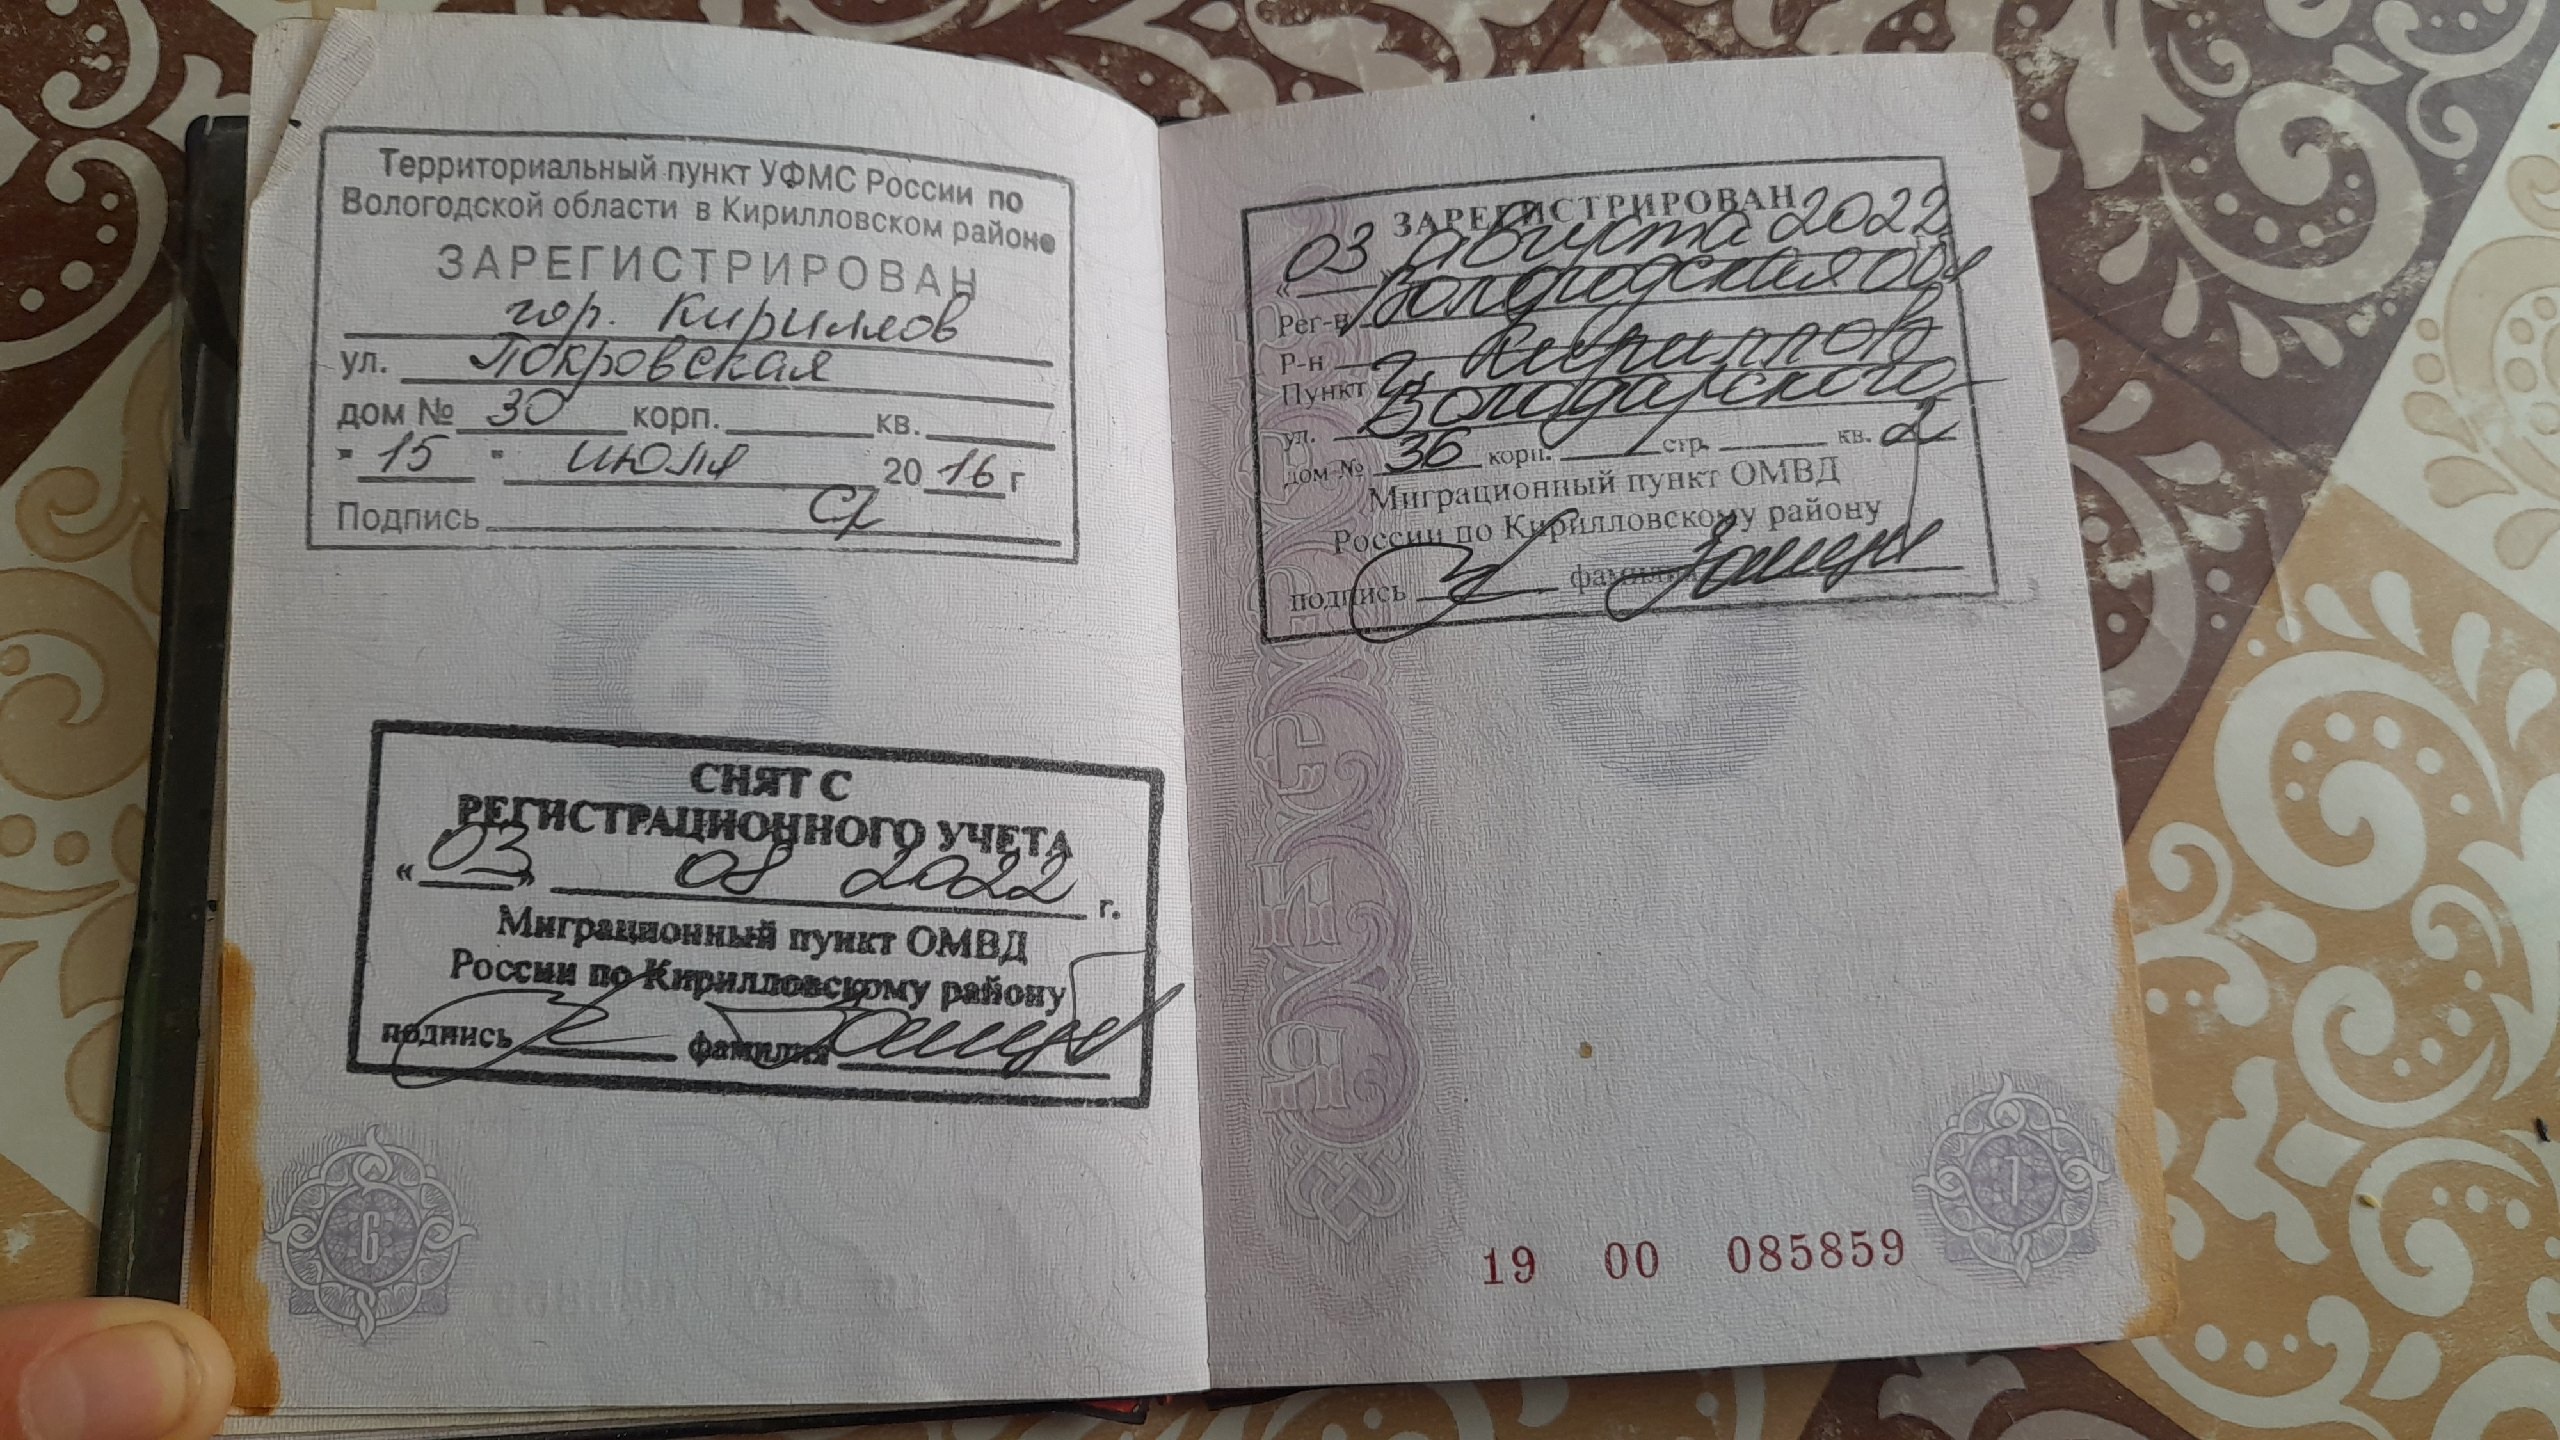 Территориальный пункт УФМС России по
Вологодской области в Кирилловском районе
ЗАРЕГИСТРИРОВАН
гор. Кириллов
ул. Покровская
дом № 30 корп. кв.
" 15 " июля 20 16 г
Подпись
СНЯТ С
РЕГИСТРАЦИОННОГО УЧЕТА
« 03 » 08 2022 г.
Миграционный пункт ОМВД
России по Кирилловскому району
подпись фамилия
6
ЗАРЕГИСТРИРОВАН
« 03 » августа 2022
Рег-н Вологодская обл
Р-н
Пункт г. Кириллов
ул. Володарского
дом № 36 корп. стр. кв. 2
Миграционный пункт ОМВД
России по Кирилловскому району
подпись фамилия
7
19 00 085859